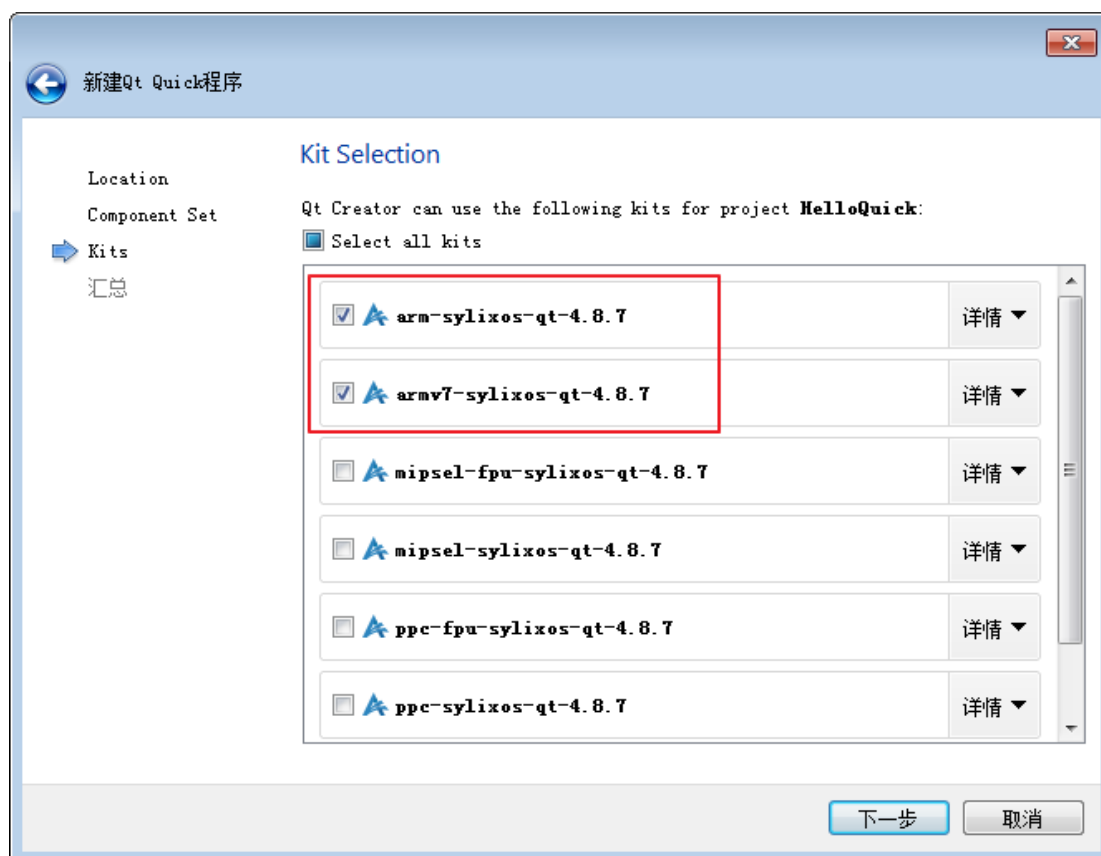 新建Qt Quick程序
Location
Component Set
Kits
汇总
Kit Selection
Qt Creator can use the following kits for project HelloQuick:
Select all kits
arm-sylixos-qt-4.8.7 详情
armv7-sylixos-qt-4.8.7 详情
mipsel-fpu-sylixos-qt-4.8.7 详情
mipsel-sylixos-qt-4.8.7 详情
ppc-fpu-sylixos-qt-4.8.7 详情
ppc-sylixos-qt-4.8.7 详情
下一步 取消